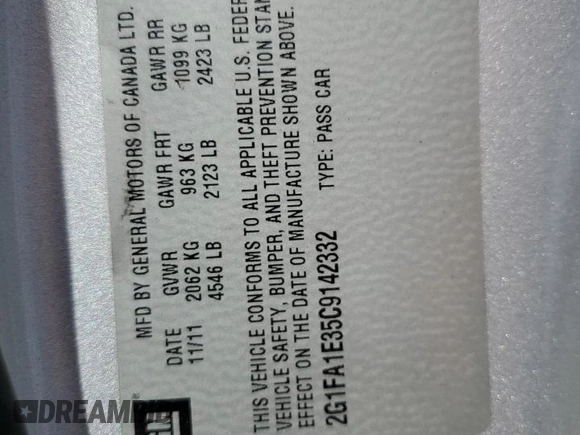 MFD BY GENERAL MOTORS OF CANADA LTD.
DATE GVWR GAWR FRT GAWR RR
11/11 2062 KG 963 KG 1099 KG
4546 LB 2123 LB 2423 LB
THIS VEHICLE CONFORMS TO ALL APPLICABLE U.S. FEDER
VEHICLE SAFETY, BUMPER, AND THEFT PREVENTION STAN
EFFECT ON THE DATE OF MANUFACTURE SHOWN ABOVE.
2G1FA1E35C9142332 TYPE: PASS CAR
GM
DREAMBID